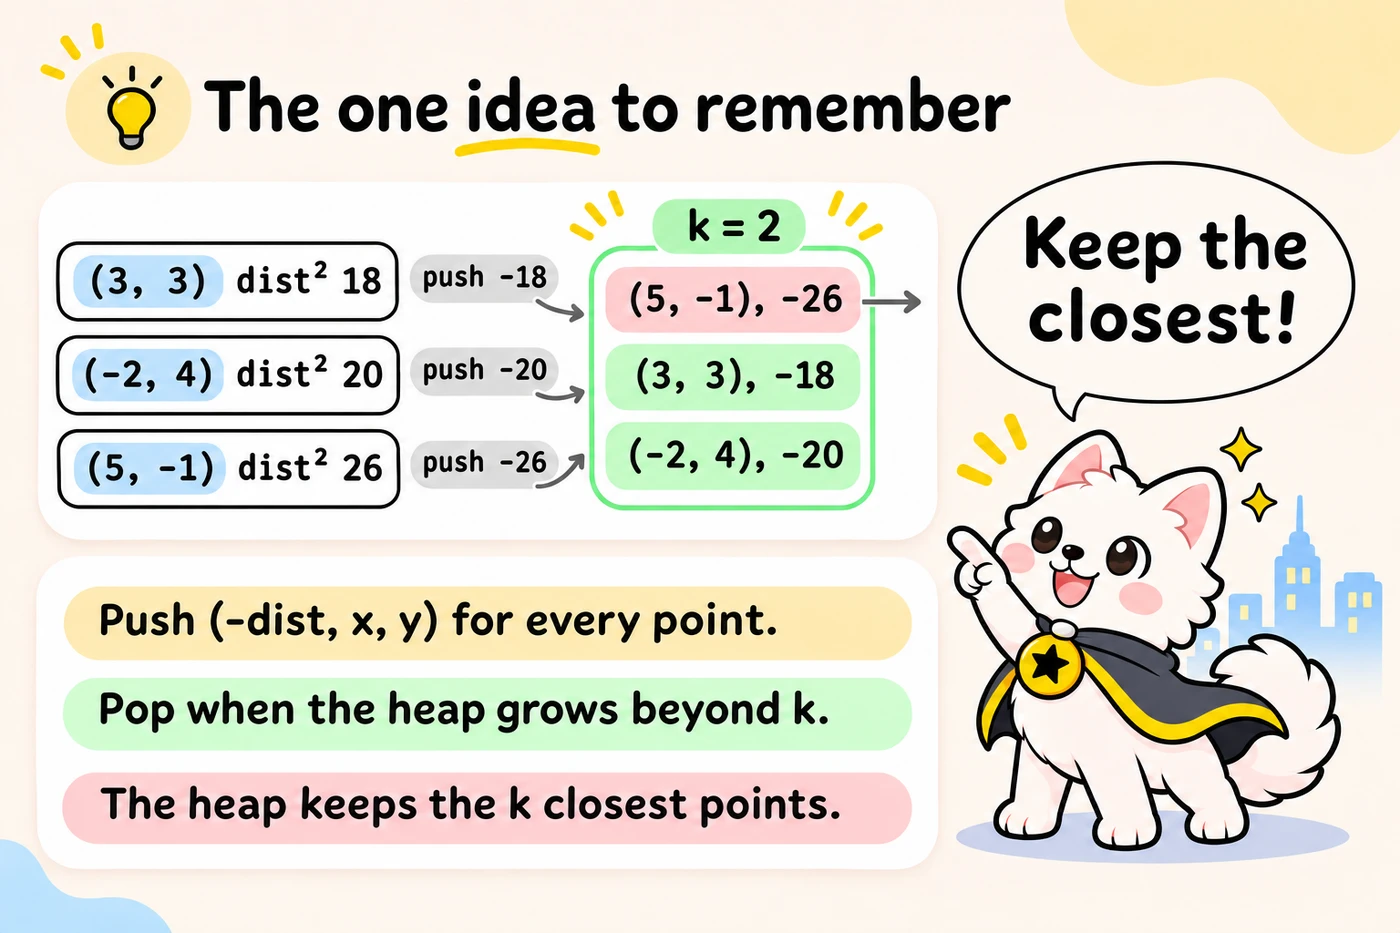 The one idea to remember
(3, 3) dist² 18
push -18
(-2, 4) dist² 20
push -20
(5, -1) dist² 26
push -26
k = 2
(5, -1), -26
(3, 3), -18
(-2, 4), -20
Keep the
closest!
Push (-dist, x, y) for every point.
Pop when the heap grows beyond k.
The heap keeps the k closest points.